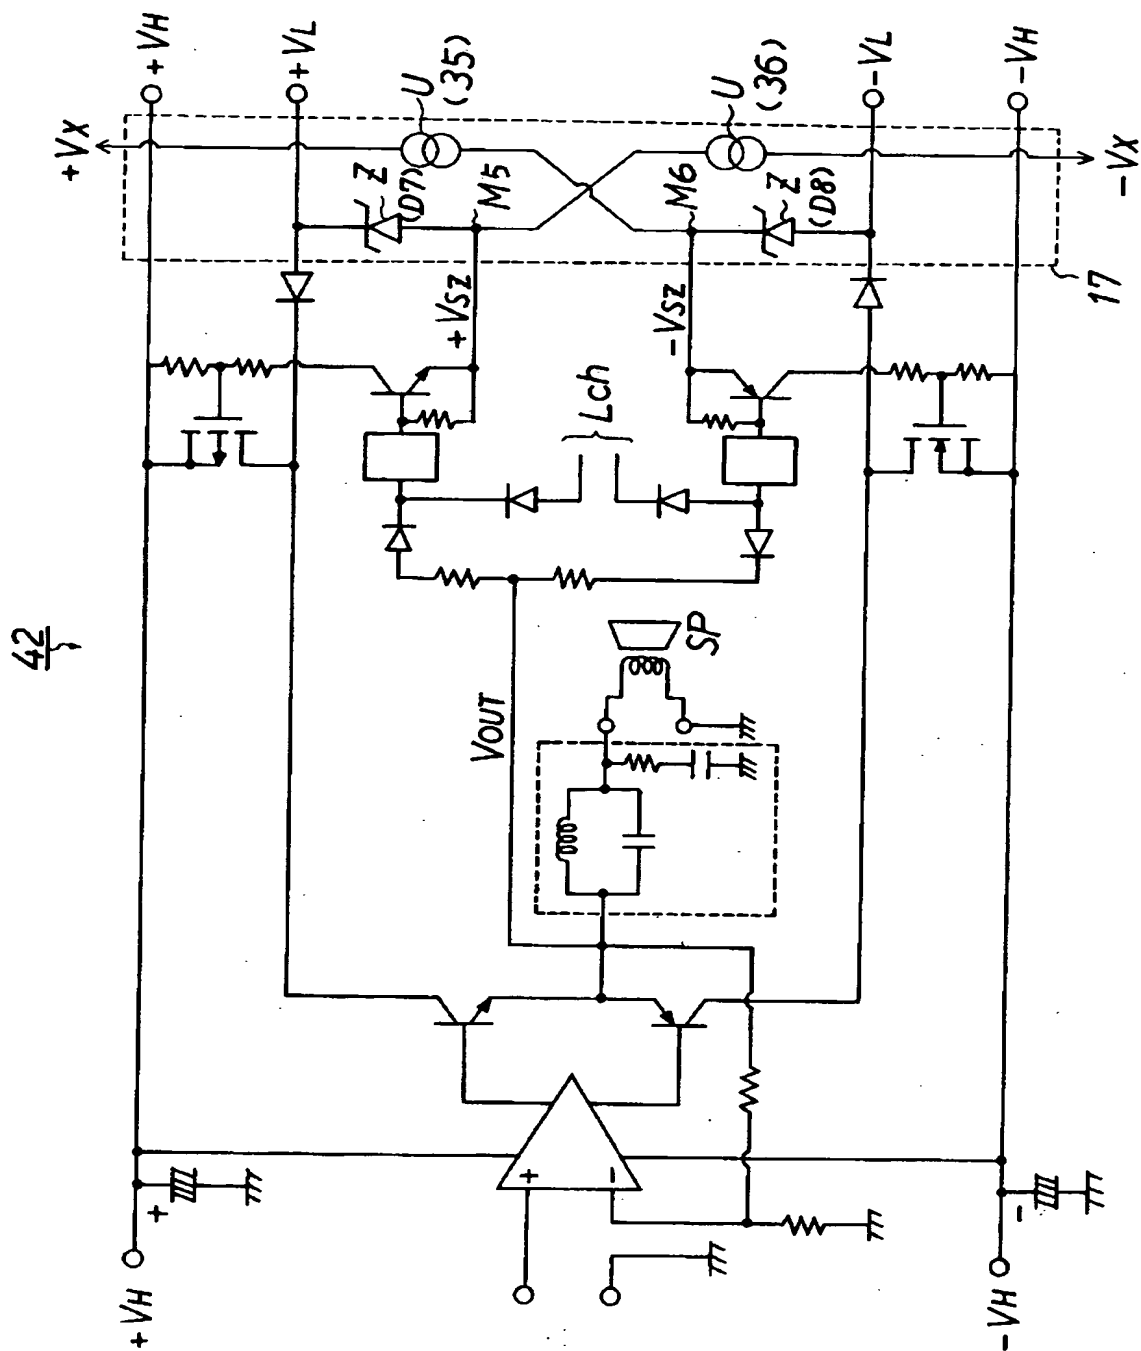 42
+VH
+VL
-VL
-VH
+VX
-VX
U
(35)
U
(36)
Z
(D7)
Z
(D8)
M5
M6
17
+VSZ
-VSZ
Lch
SP
VOUT
+
-
+
-
+VH
-VH